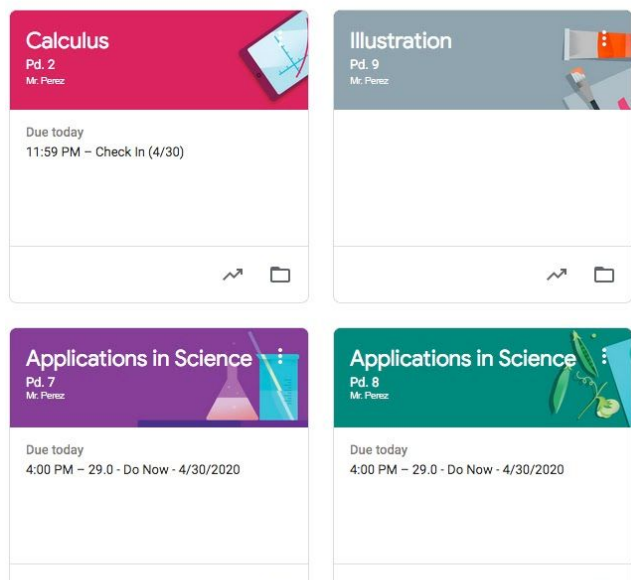 Calculus
Pd. 2
Mr. Perez
Due today
11:59 PM – Check In (4/30)
Illustration
Pd. 9
Mr. Perez
Applications in Science
Pd. 7
Mr. Perez
Due today
4:00 PM – 29.0 - Do Now - 4/30/2020
Applications in Science
Pd. 8
Mr. Perez
Due today
4:00 PM – 29.0 - Do Now - 4/30/2020